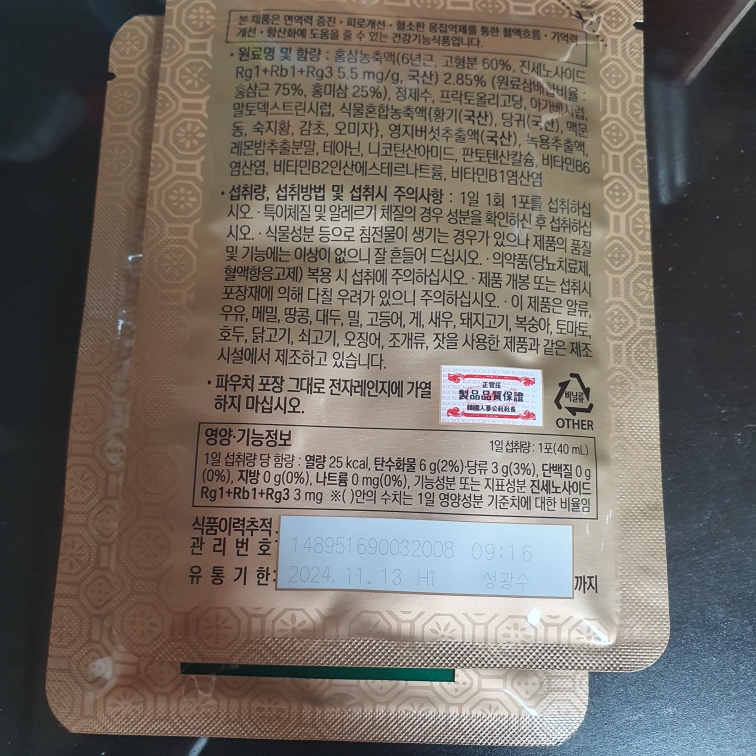 본 제품은 면역력 증진·피로개선·혈소판 응집억제를 통한 혈액흐름·기억력
개선·항산화에 도움을 줄 수 있는 건강기능식품입니다.
·원료명 및 함량 : 홍삼농축액(6년근, 고형분 60%, 진세노사이드
Rg1+Rb1+Rg3 5.5 mg/g, 국산) 2.85% (원료삼배합비율 :
홍삼근 75%, 홍미삼 25%), 정제수, 프락토올리고당, 아가베시럽,
말토덱스트린시럽, 식물혼합농축액{황기(국산), 당귀(국산), 맥문
동, 숙지황, 감초, 오미자}, 영지버섯추출액(국산), 녹용추출액,
레몬밤추출분말, 테아닌, 니코틴산아미드, 판토텐산칼슘, 비타민B6
염산염, 비타민B2인산에스테르나트륨, 비타민B1염산염
·섭취량, 섭취방법 및 섭취시 주의사항 : 1일 1회 1포를 섭취하십
시오. · 특이체질 및 알레르기 체질의 경우 성분을 확인하신 후 섭취하십
시오. · 식물성분 등으로 침전물이 생기는 경우가 있으나 제품의 품질
및 기능에는 이상이 없으니 잘 흔들어 드십시오. · 의약품(당뇨치료제,
혈액항응고제) 복용 시 섭취에 주의하십시오. · 제품 개봉 또는 섭취시
포장재에 의해 다칠 우려가 있으니 주의하십시오. · 이 제품은 알류,
우유, 메밀, 땅콩, 대두, 밀, 고등어, 게, 새우, 돼지고기, 복숭아, 토마토,
호두, 닭고기, 쇠고기, 오징어, 조개류, 잣을 사용한 제품과 같은 제조
시설에서 제조하고 있습니다.
·파우치 포장 그대로 전자레인지에 가열
하지 마십시오.
正官庄
製品品質保證
韓國人蔘公社社長
비닐류
OTHER
영양·기능정보 1일 섭취량 : 1포(40 mL)
1일 섭취량 당 함량 : 열량 25 kcal, 탄수화물 6 g(2%)·당류 3 g(3%), 단백질 0 g
(0%), 지방 0 g(0%), 나트륨 0 mg(0%), 기능성분 또는 지표성분 진세노사이드
Rg1+Rb1+Rg3 3 mg ※( )안의 수치는 1일 영양성분 기준치에 대한 비율임
식품이력추적
관리번호 : 148951690032008 09:16
유통기한: 2024. 11. 13 H1 성광수 까지